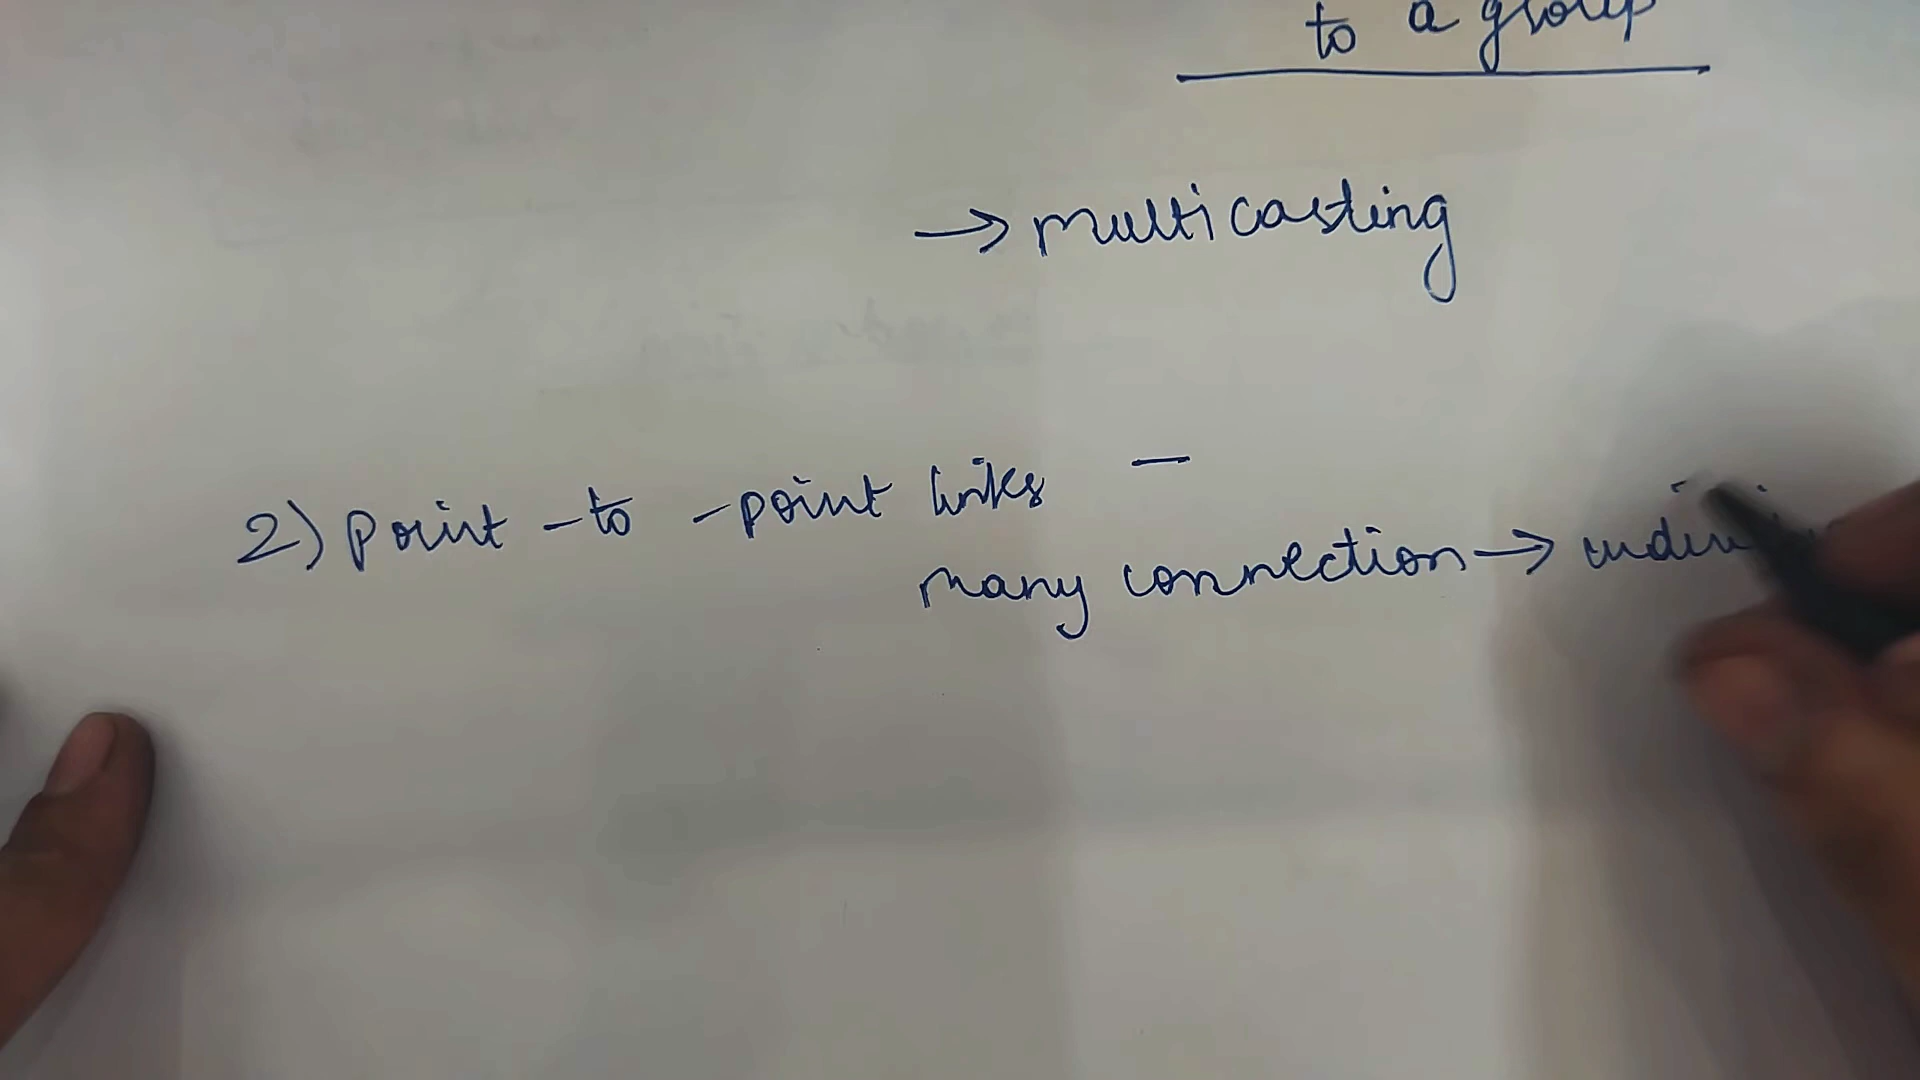 to a group
→ multicasting
2) point -to -point links —
many connection →